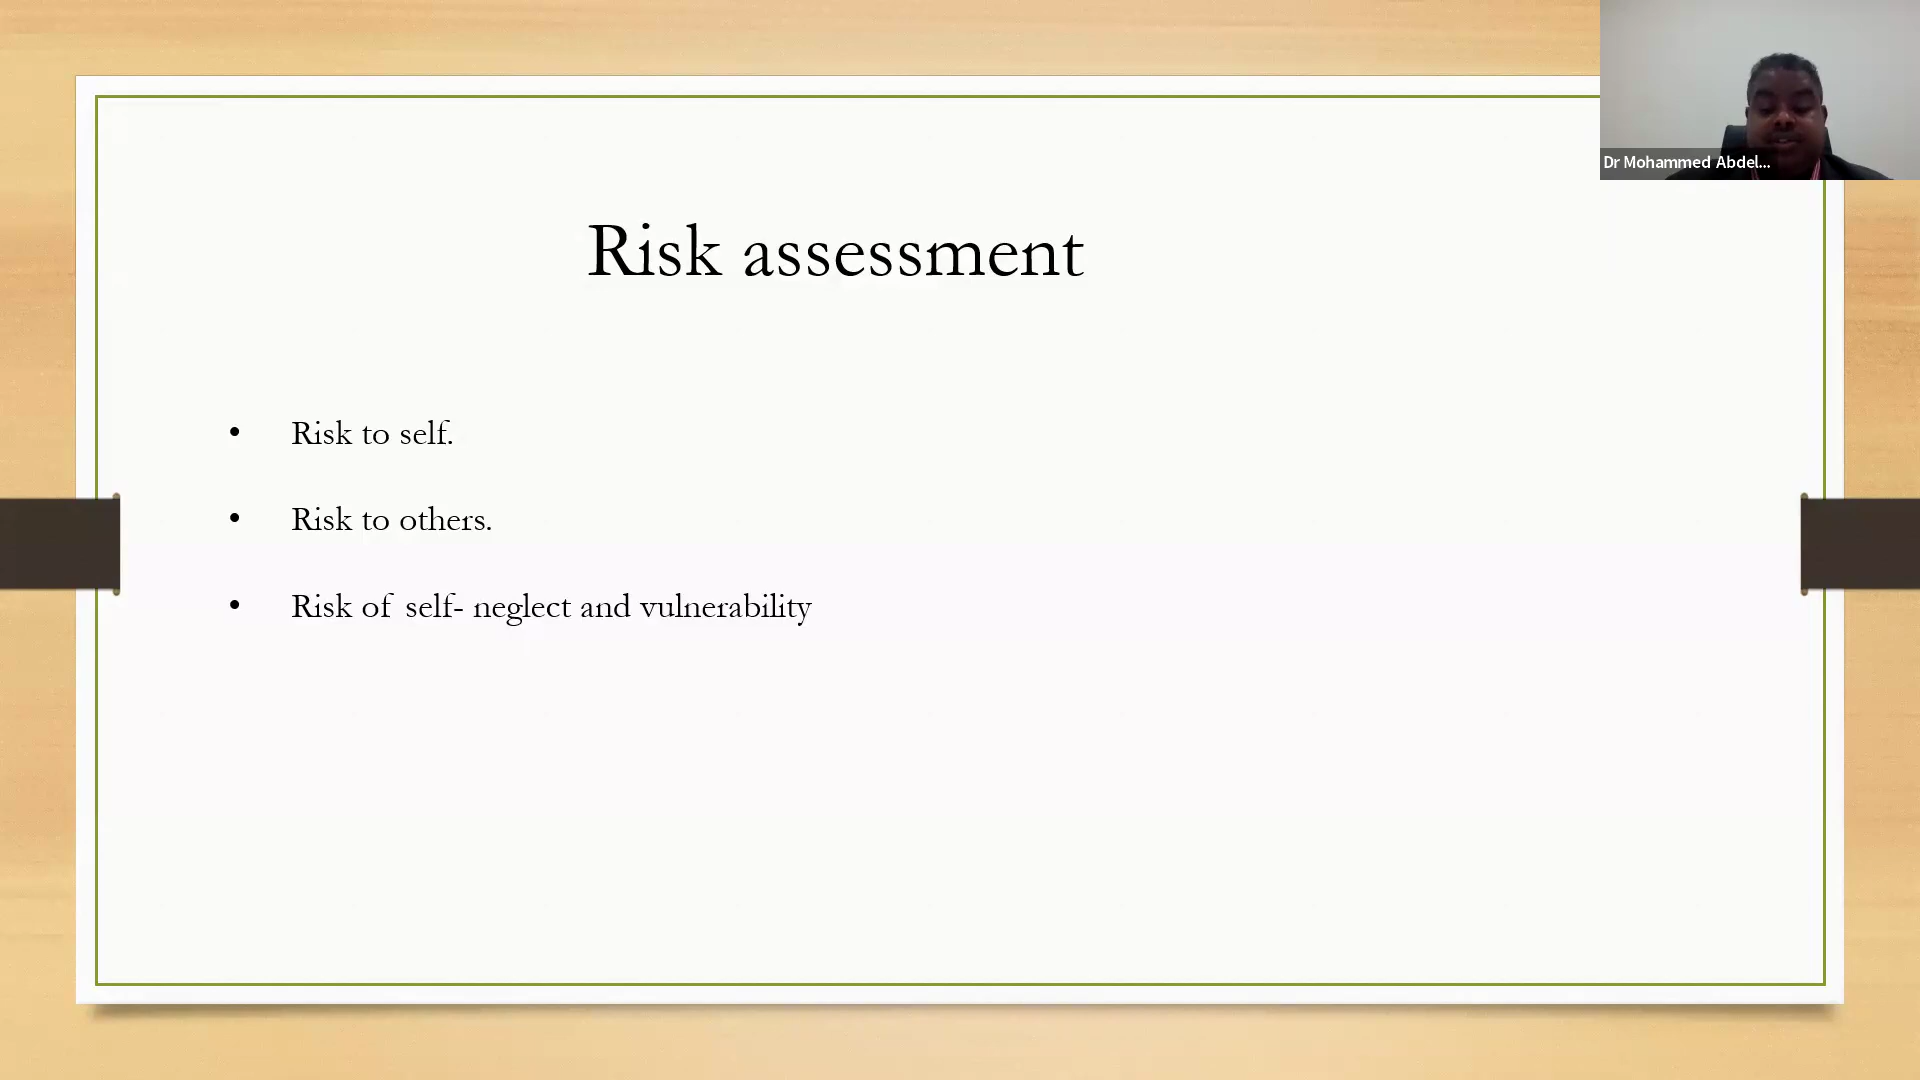 Dr Mohammed Abdel...
Risk assessment
• Risk to self.
• Risk to others.
• Risk of self- neglect and vulnerability